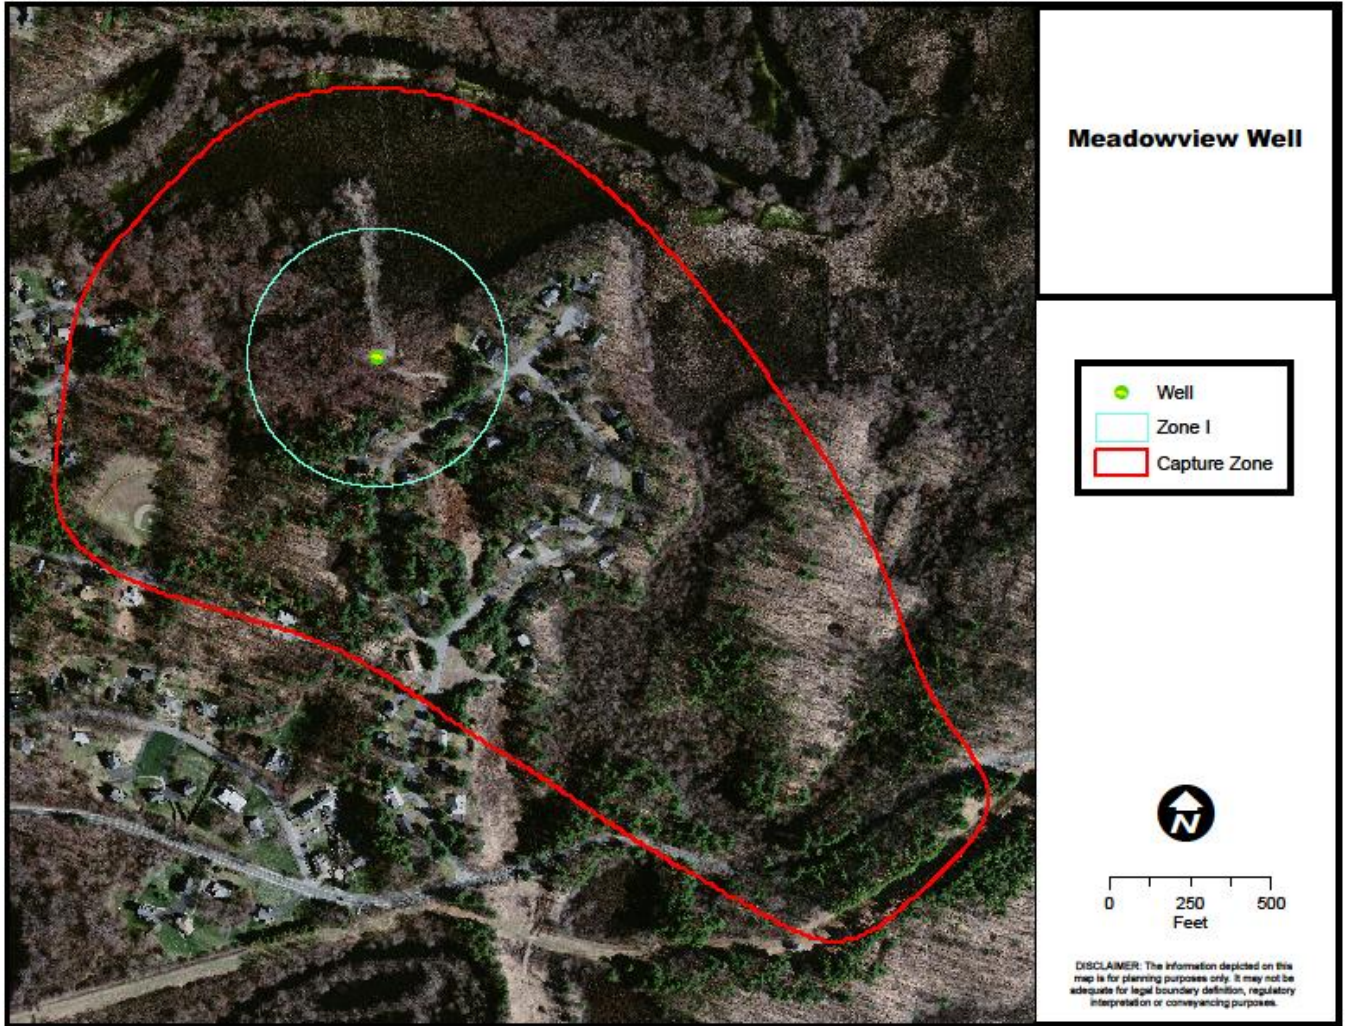 Meadowview Well
Well
Zone I
Capture Zone
N
0 250 500
Feet
DISCLAIMER: The information depicted on this
map is for planning purposes only. It may not be
adequate for legal boundary definition, regulatory
interpretation or conveyancing purposes.